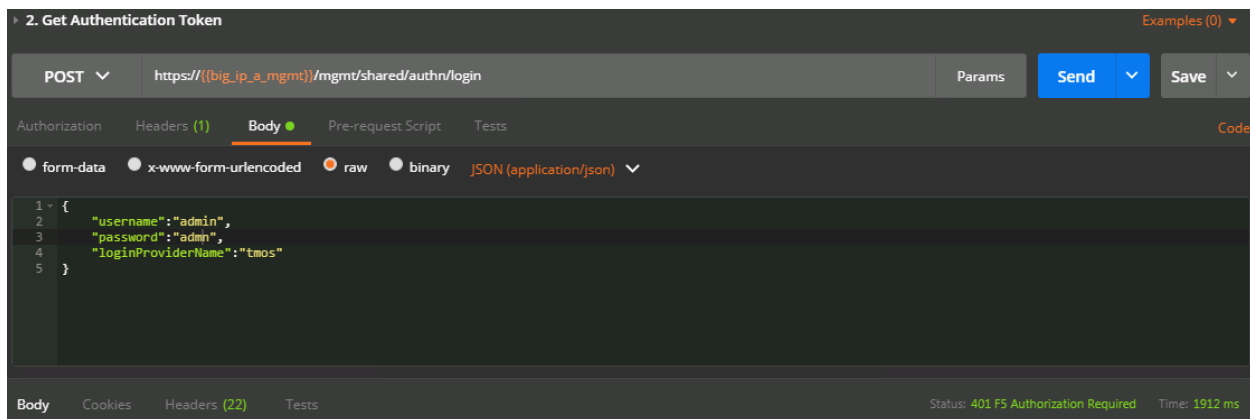 2. Get Authentication Token Examples (0)
POST https://{{big_ip_a_mgmt}}/mgmt/shared/authn/login Params Send Save
Authorization Headers (1) Body Pre-request Script Tests Code
form-data x-www-form-urlencoded raw binary JSON (application/json)
1 {
2 "username":"admin",
3 "password":"admn",
4 "loginProviderName":"tmos"
5 }
Body Cookies Headers (22) Tests Status: 401 F5 Authorization Required Time: 1912 ms